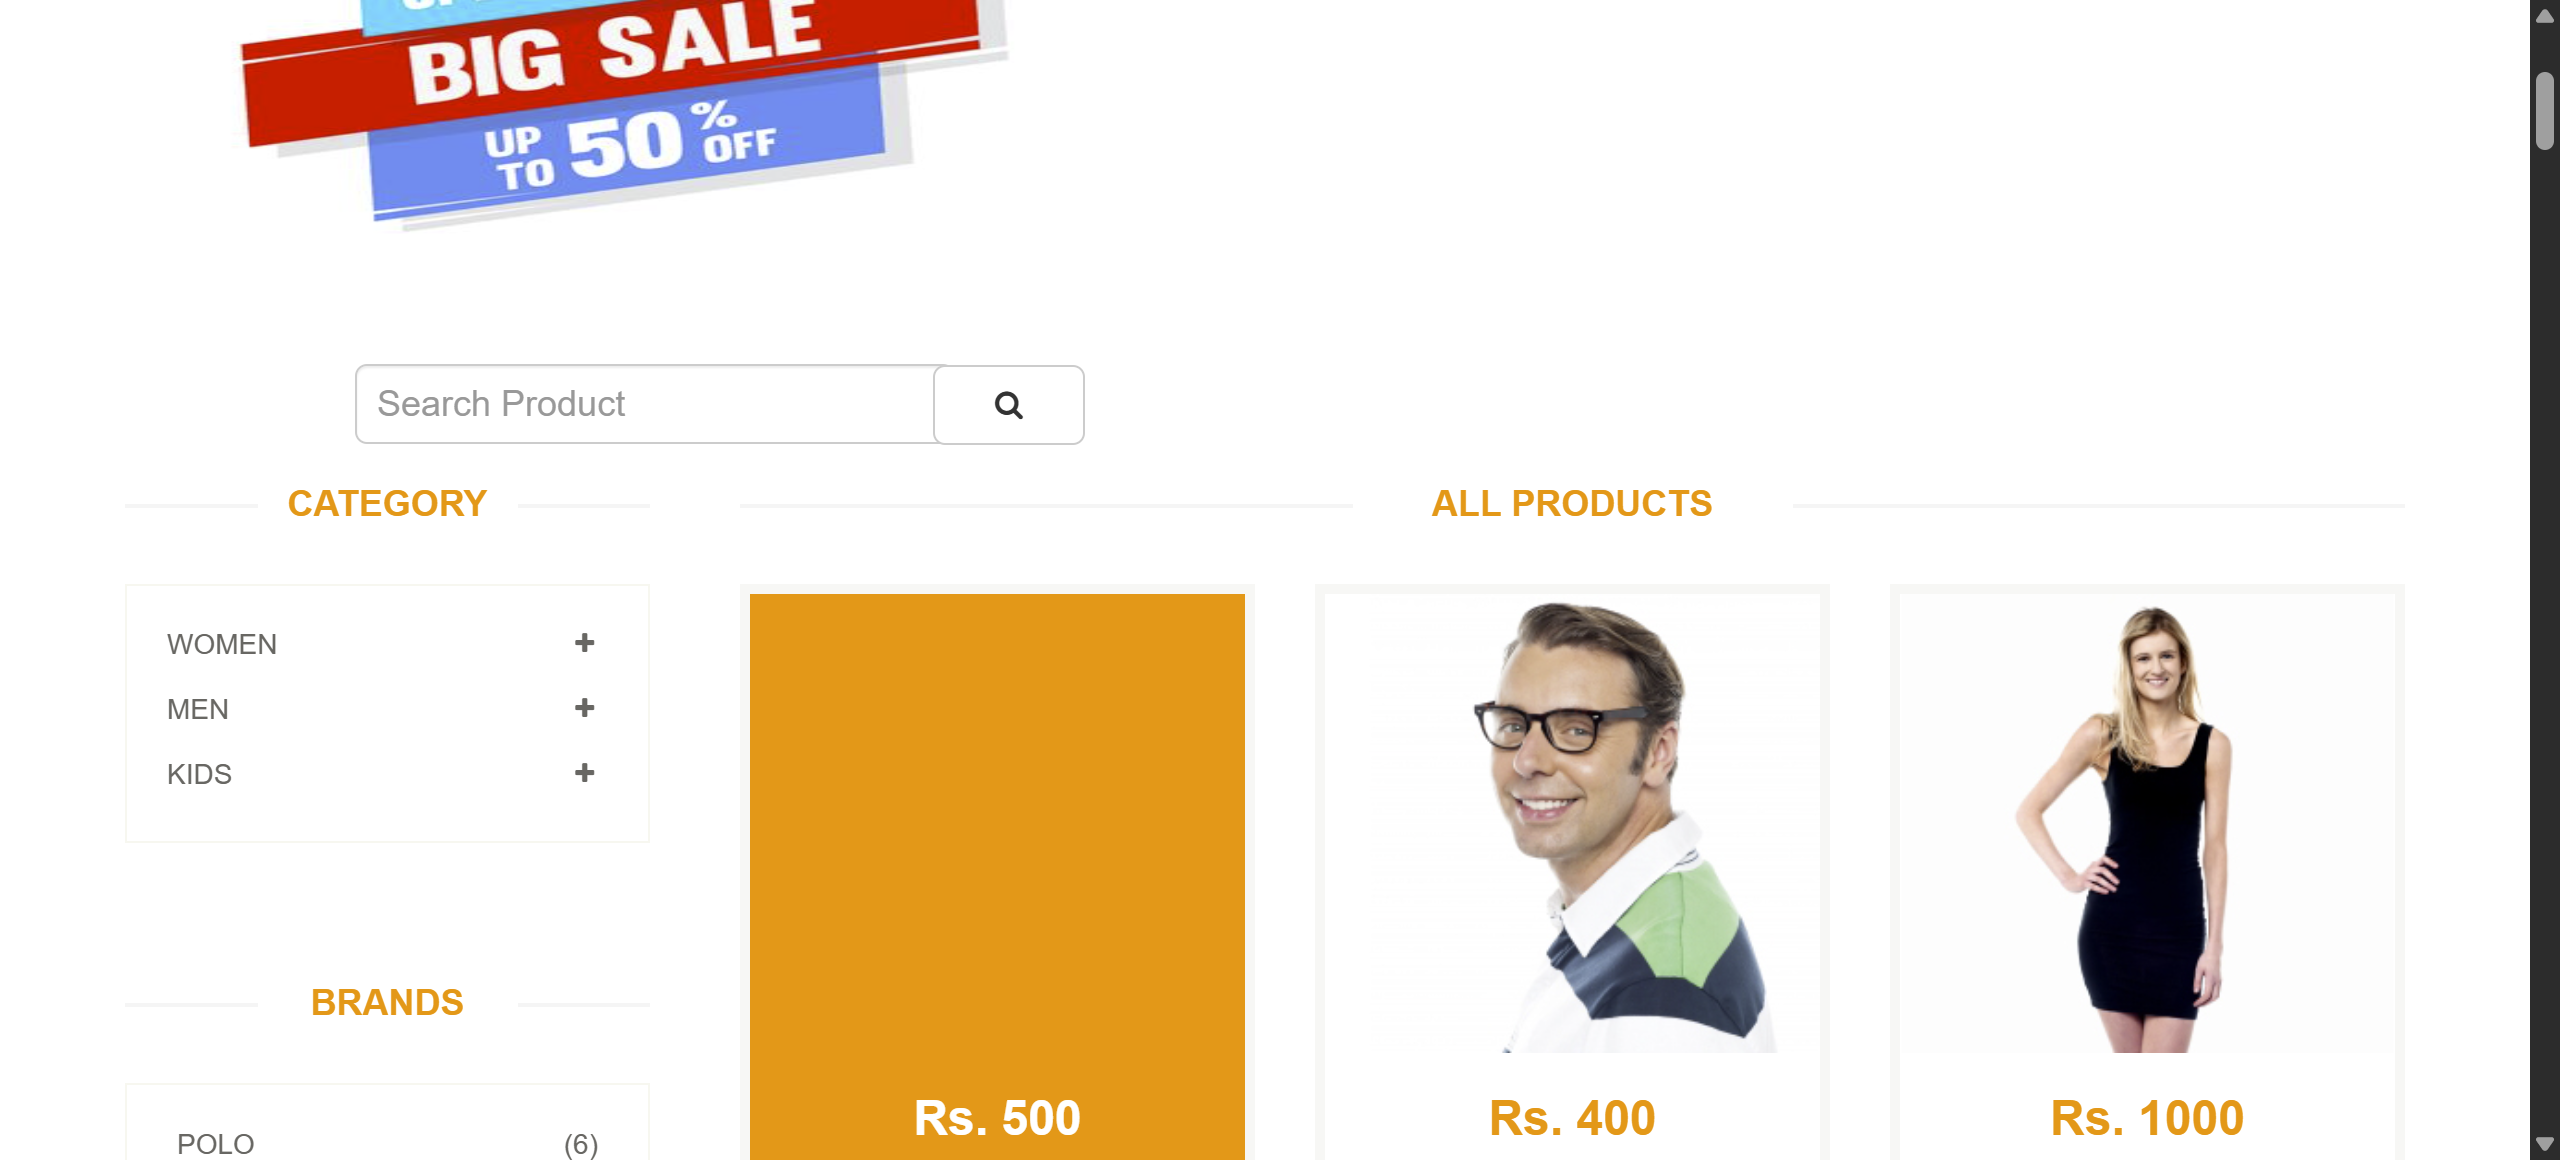 BIG SALE
UP TO 50% OFF
Search Product
CATEGORY
ALL PRODUCTS
WOMEN
MEN
KIDS
BRANDS
POLO (6)
Rs. 500
Rs. 400
Rs. 1000